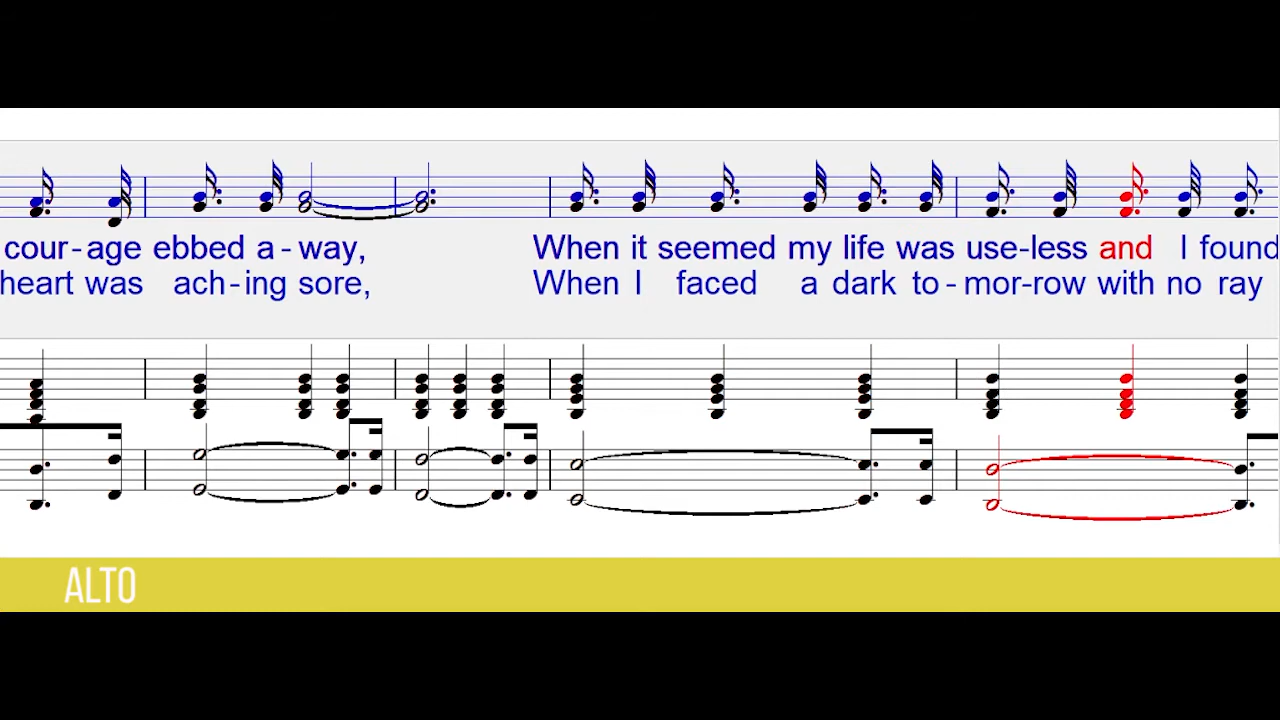 cour-age ebbed a-way, When it seemed my life was use-less and I found
heart was ach-ing sore, When I faced a dark to-mor-row with no ray
ALTO